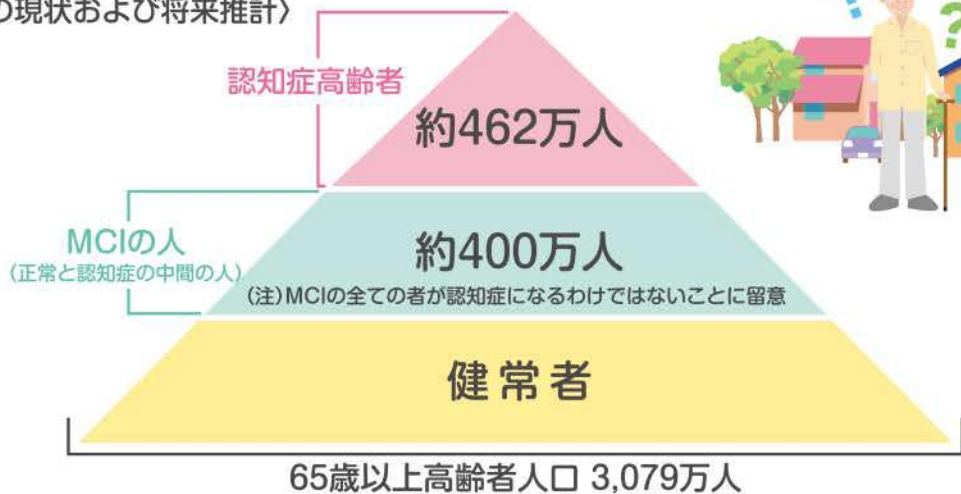 の現状および将来推計〉
認知症高齢者
約462万人
MCIの人
(正常と認知症の中間の人)
約400万人
(注)MCIの全ての者が認知症になるわけではないことに留意
健常者
65歳以上高齢者人口 3,079万人